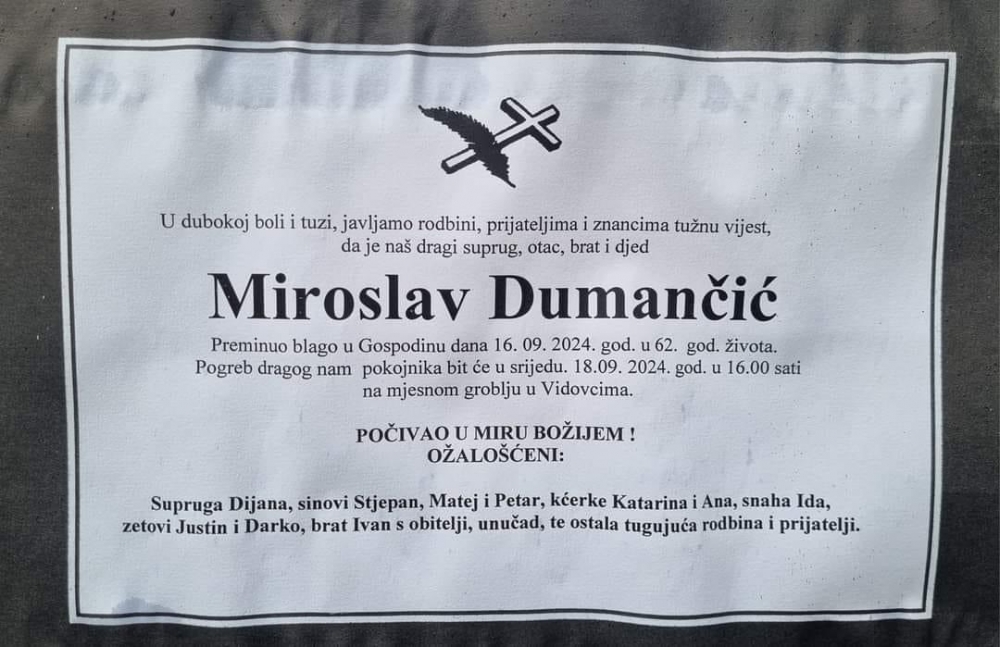 U dubokoj boli i tuzi, javljamo rodbini, prijateljima i znancima tužnu vijest,
da je naš dragi suprug, otac, brat i djed
Miroslav Dumančić
Preminuo blago u Gospodinu dana 16. 09. 2024. god. u 62. god. života.
Pogreb dragog nam pokojnika bit će u srijedu. 18.09. 2024. god. u 16.00 sati
na mjesnom groblju u Vidovcima.
POČIVAO U MIRU BOŽIJEM !
OŽALOŠĆENI:
Supruga Dijana, sinovi Stjepan, Matej i Petar, kćerke Katarina i Ana, snaha Ida,
zetovi Justin i Darko, brat Ivan s obitelji, unučad, te ostala tugujuća rodbina i prijatelji.